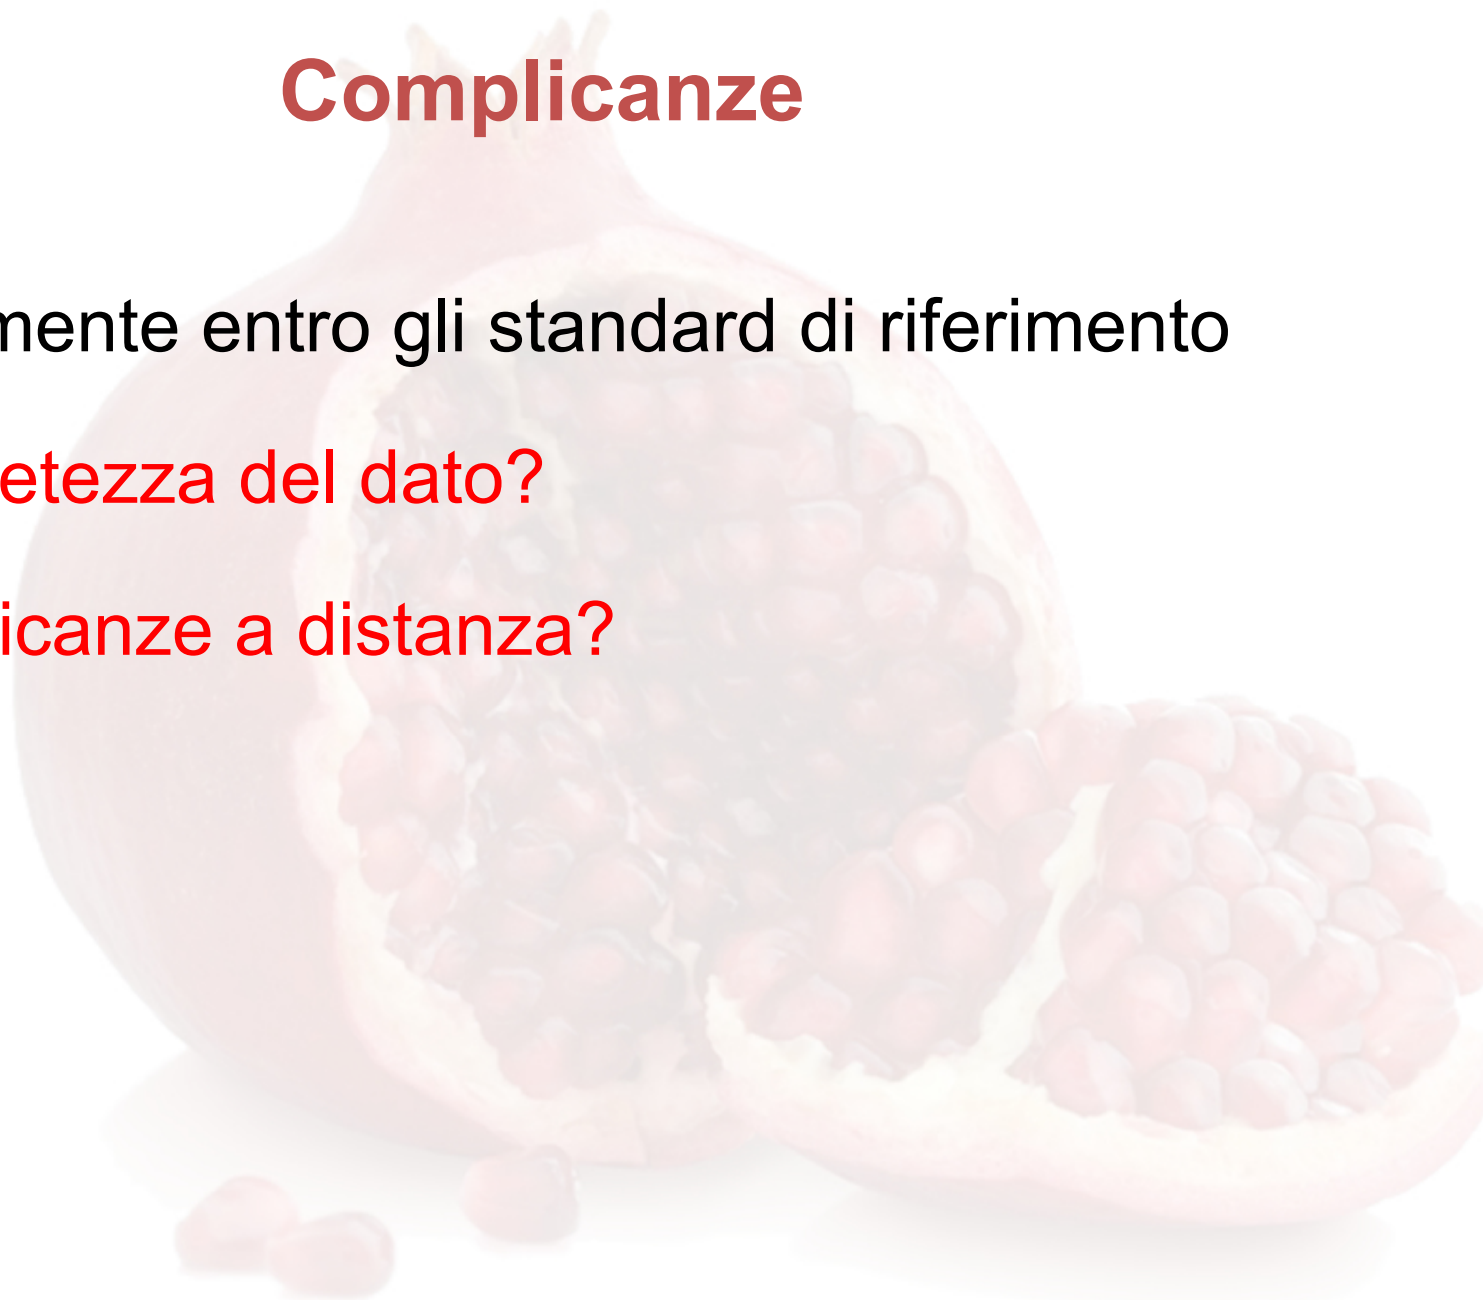 Complicanze
mente entro gli standard di riferimento
etezza del dato?
icanze a distanza?